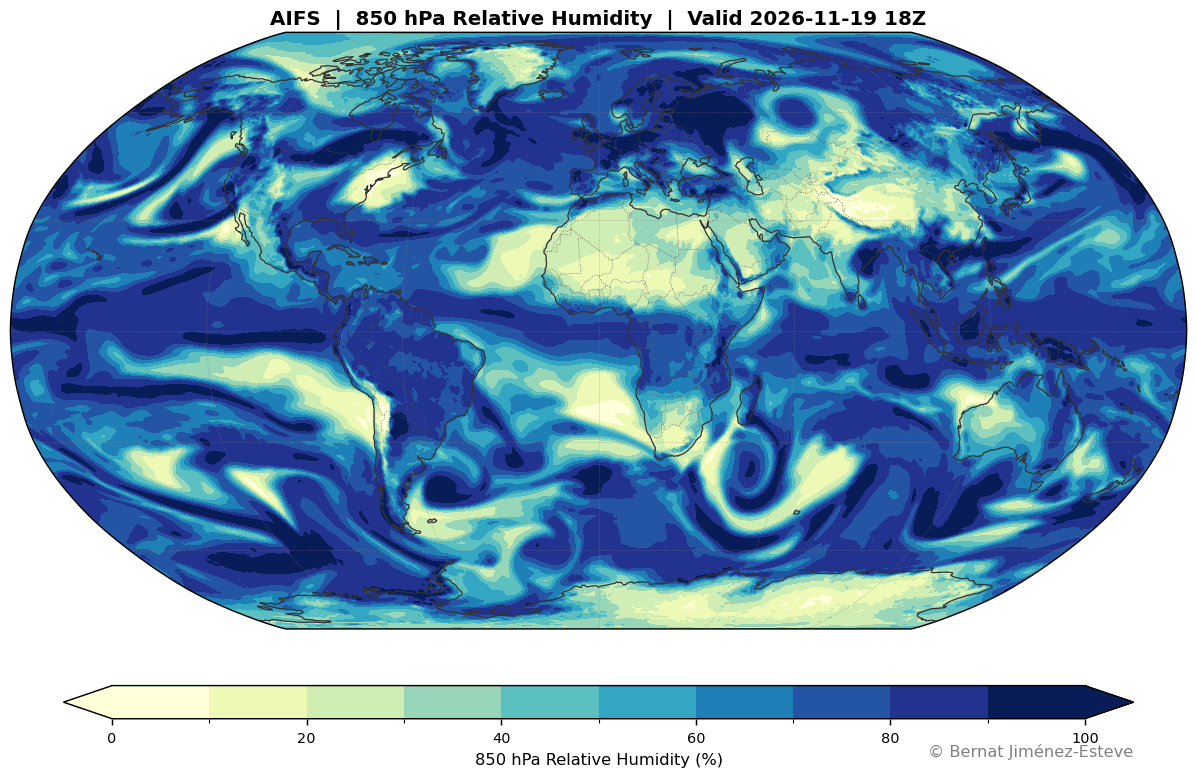 AIFS  |  850 hPa Relative Humidity  |  Valid 2026-11-19 18Z
0 20 40 60 80 100
850 hPa Relative Humidity (%)
© Bernat Jiménez-Esteve